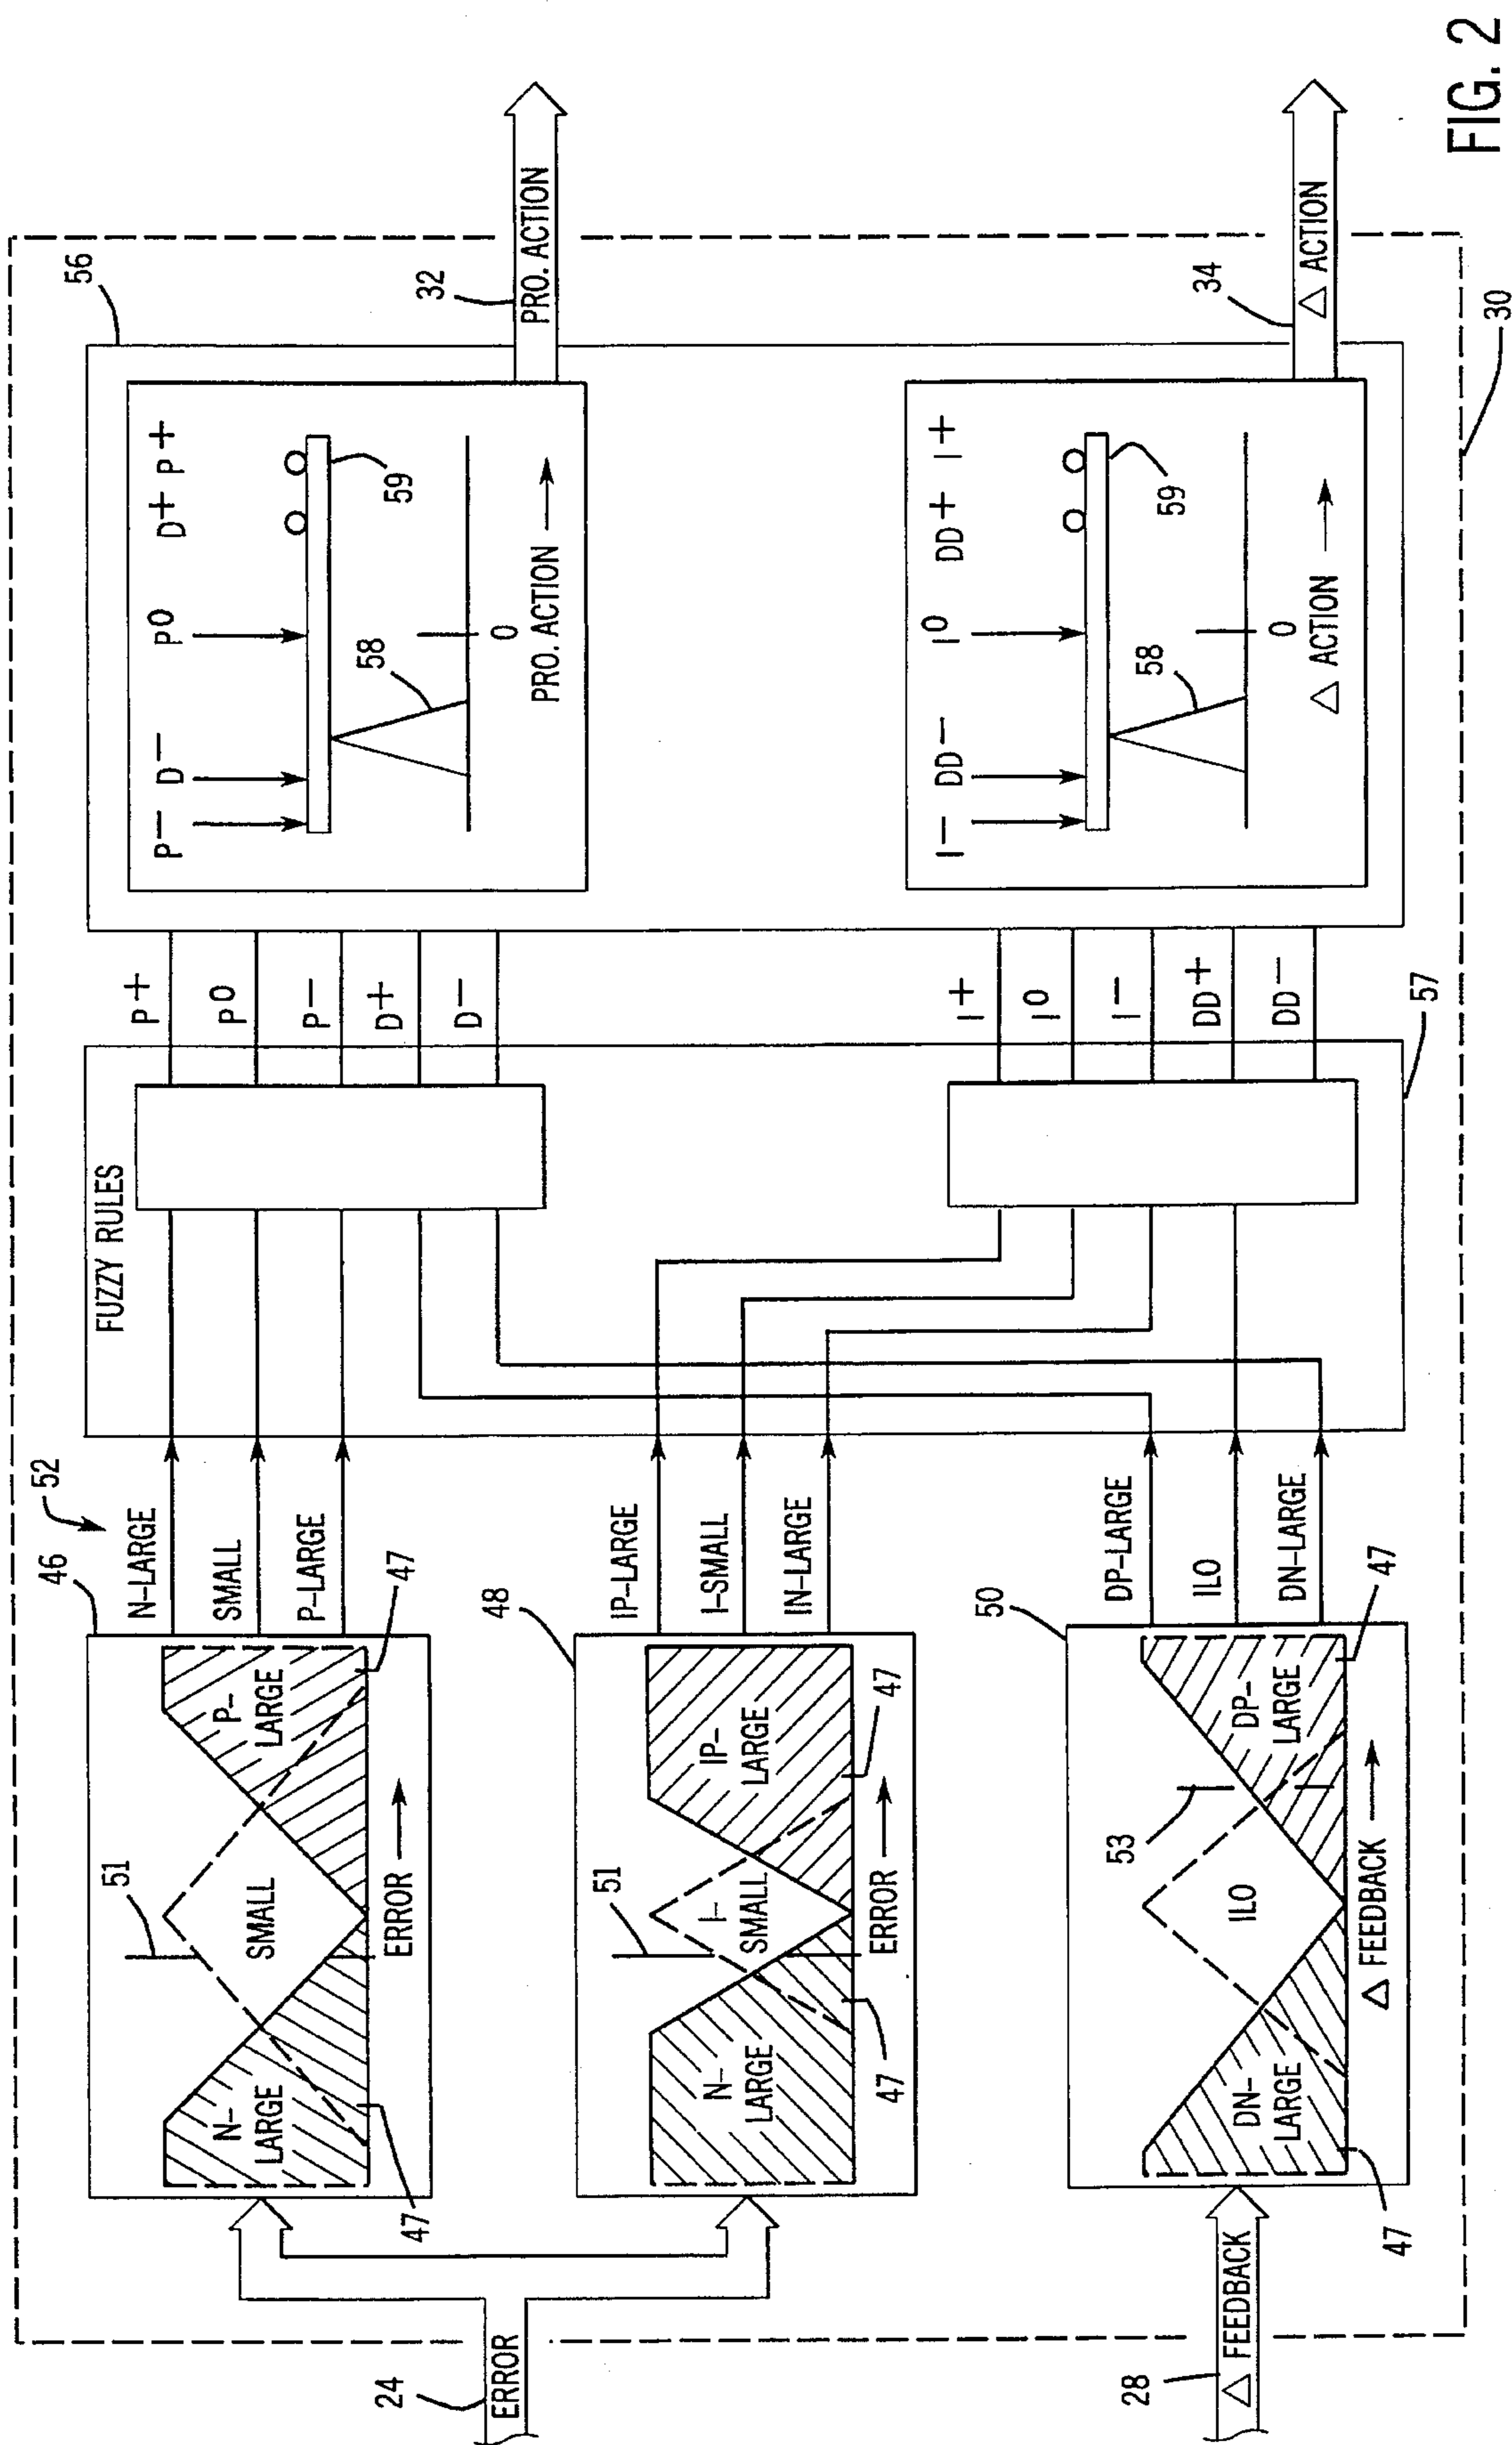 24
ERROR
28
△ FEEDBACK
46
51
N-
LARGE
SMALL
P-
LARGE
47
47
ERROR
52
N-LARGE
SMALL
P-LARGE
48
51
N-
LARGE
I-
SMALL
IP-
LARGE
47
47
ERROR
IP-LARGE
I-SMALL
IN-LARGE
50
53
DN-
LARGE
ILO
DP-
LARGE
47
47
△ FEEDBACK
DP-LARGE
ILO
DN-LARGE
FUZZY RULES
57
P+
P0
P-
D+
D-
I+
I0
I-
DD+
DD-
56
P- D- P0 D+ P+
58
59
0
PRO. ACTION
32
PRO. ACTION
I- DD- I0 DD+ I+
58
59
0
△ ACTION
34
△ ACTION
30
FIG. 2